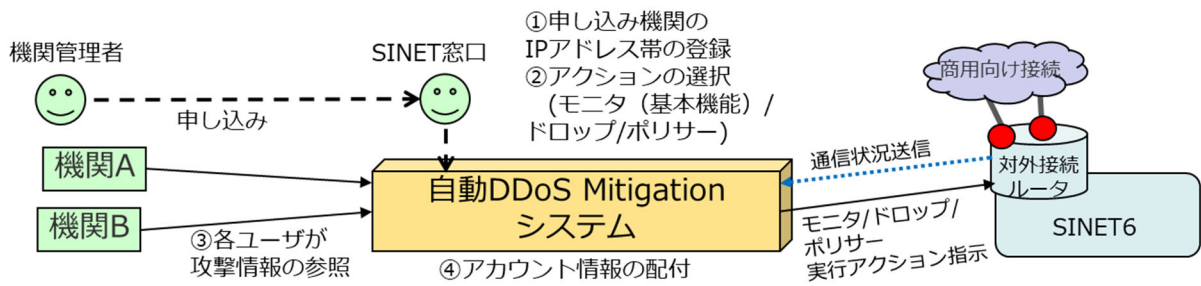 機関管理者
SINET窓口
①申し込み機関の
IPアドレス帯の登録
②アクションの選択
(モニタ（基本機能）/
ドロップ/ポリサー)
商用向け接続
申し込み
機関A
機関B
③各ユーザが
攻撃情報の参照
自動DDoS Mitigation
システム
④アカウント情報の配付
通信状況送信
モニタ/ドロップ/
ポリサー
実行アクション指示
対外接続
ルータ
SINET6